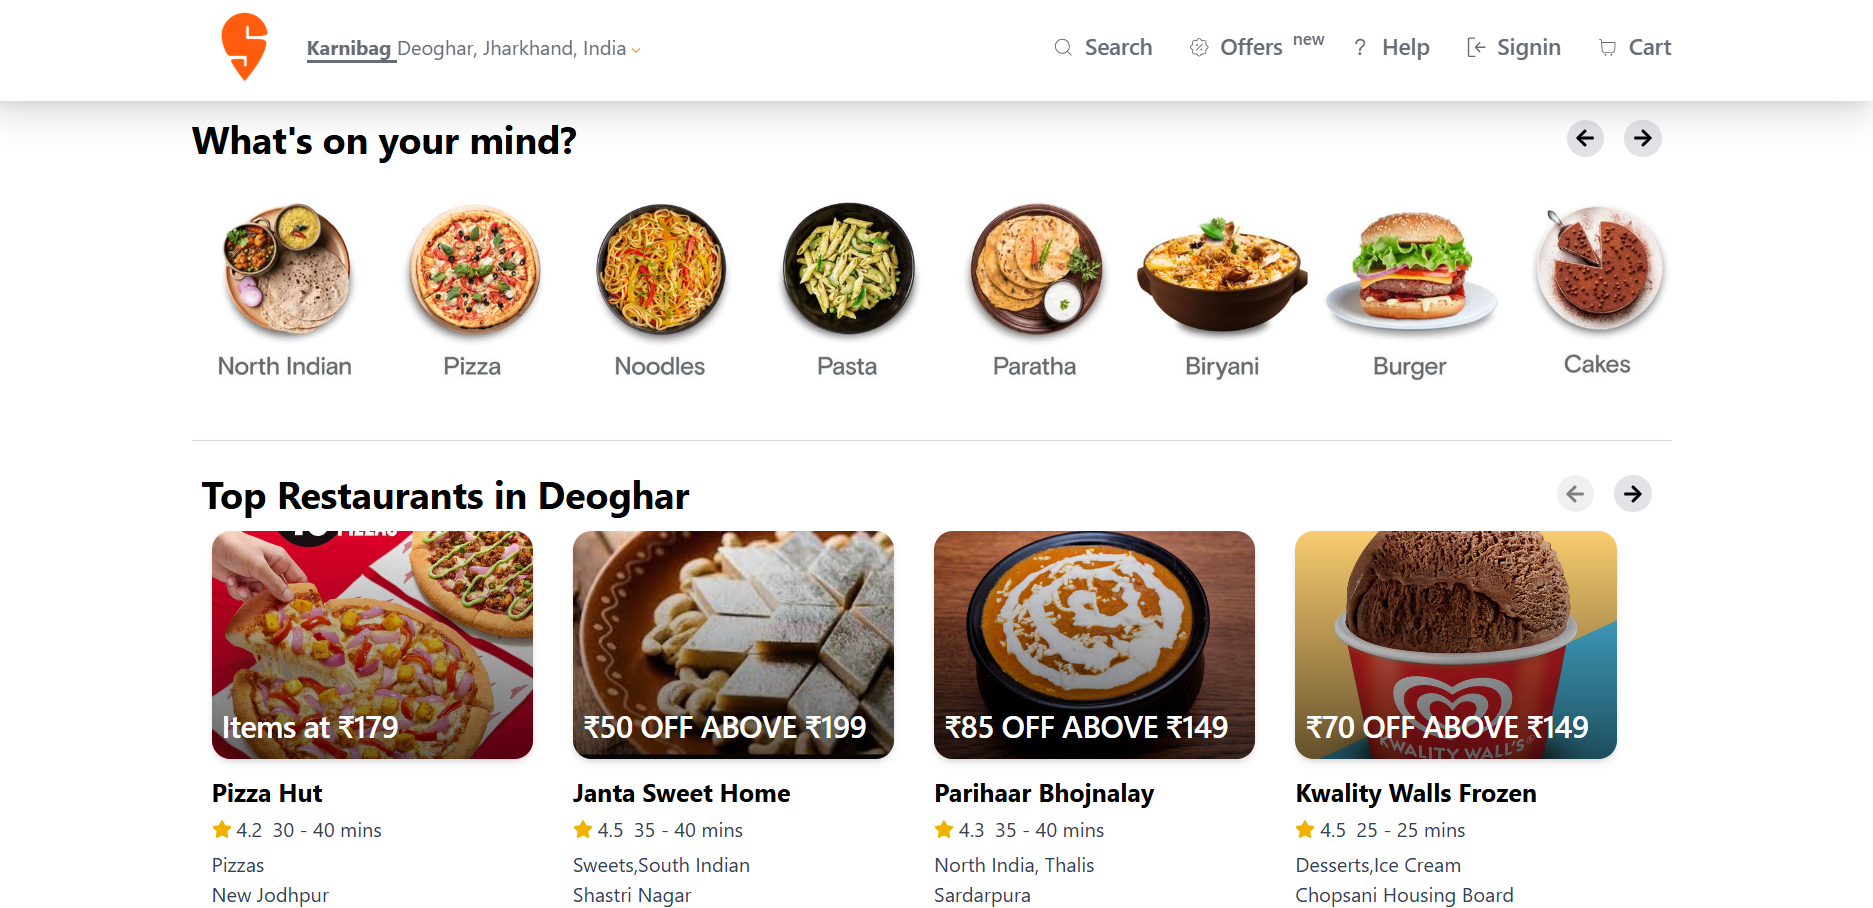 Karnibag Deoghar, Jharkhand, India
Search
Offers new
? Help
Signin
Cart
What's on your mind?
North Indian
Pizza
Noodles
Pasta
Paratha
Biryani
Burger
Cakes
Top Restaurants in Deoghar
Items at ₹179
Pizza Hut
4.2 30 - 40 mins
Pizzas
New Jodhpur
₹50 OFF ABOVE ₹199
Janta Sweet Home
4.5 35 - 40 mins
Sweets,South Indian
Shastri Nagar
₹85 OFF ABOVE ₹149
Parihaar Bhojnalay
4.3 35 - 40 mins
North India, Thalis
Sardarpura
₹70 OFF ABOVE ₹149
KWALITY WALL'S®
Kwality Walls Frozen
4.5 25 - 25 mins
Desserts,Ice Cream
Chopsani Housing Board